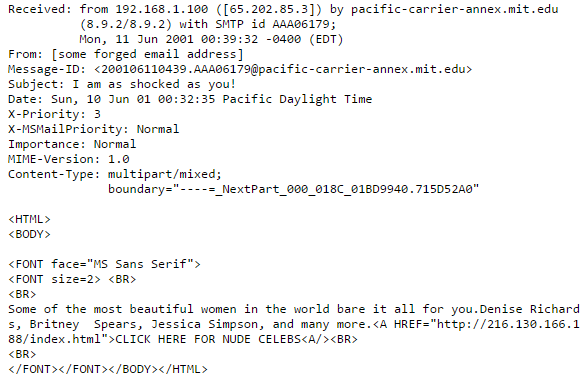 Received: from 192.168.1.100 ([65.202.85.3]) by pacific-carrier-annex.mit.edu
(8.9.2/8.9.2) with SMTP id AAA06179;
Mon, 11 Jun 2001 00:39:32 -0400 (EDT)
From: [some forged email address]
Message-ID: <200106110439.AAA06179@pacific-carrier-annex.mit.edu>
Subject: I am as shocked as you!
Date: Sun, 10 Jun 01 00:32:35 Pacific Daylight Time
X-Priority: 3
X-MSMailPriority: Normal
Importance: Normal
MIME-Version: 1.0
Content-Type: multipart/mixed;
boundary="----=_NextPart_000_018C_01BD9940.715D52A0"
<HTML>
<BODY>
<FONT face="MS Sans Serif">
<FONT size=2> <BR>
<BR>
Some of the most beautiful women in the world bare it all for you.Denise Richard
s, Britney  Spears, Jessica Simpson, and many more.<A HREF="http://216.130.166.1
88/index.html">CLICK HERE FOR NUDE CELEBS<A/><BR>
<BR>
</FONT></FONT></BODY></HTML>